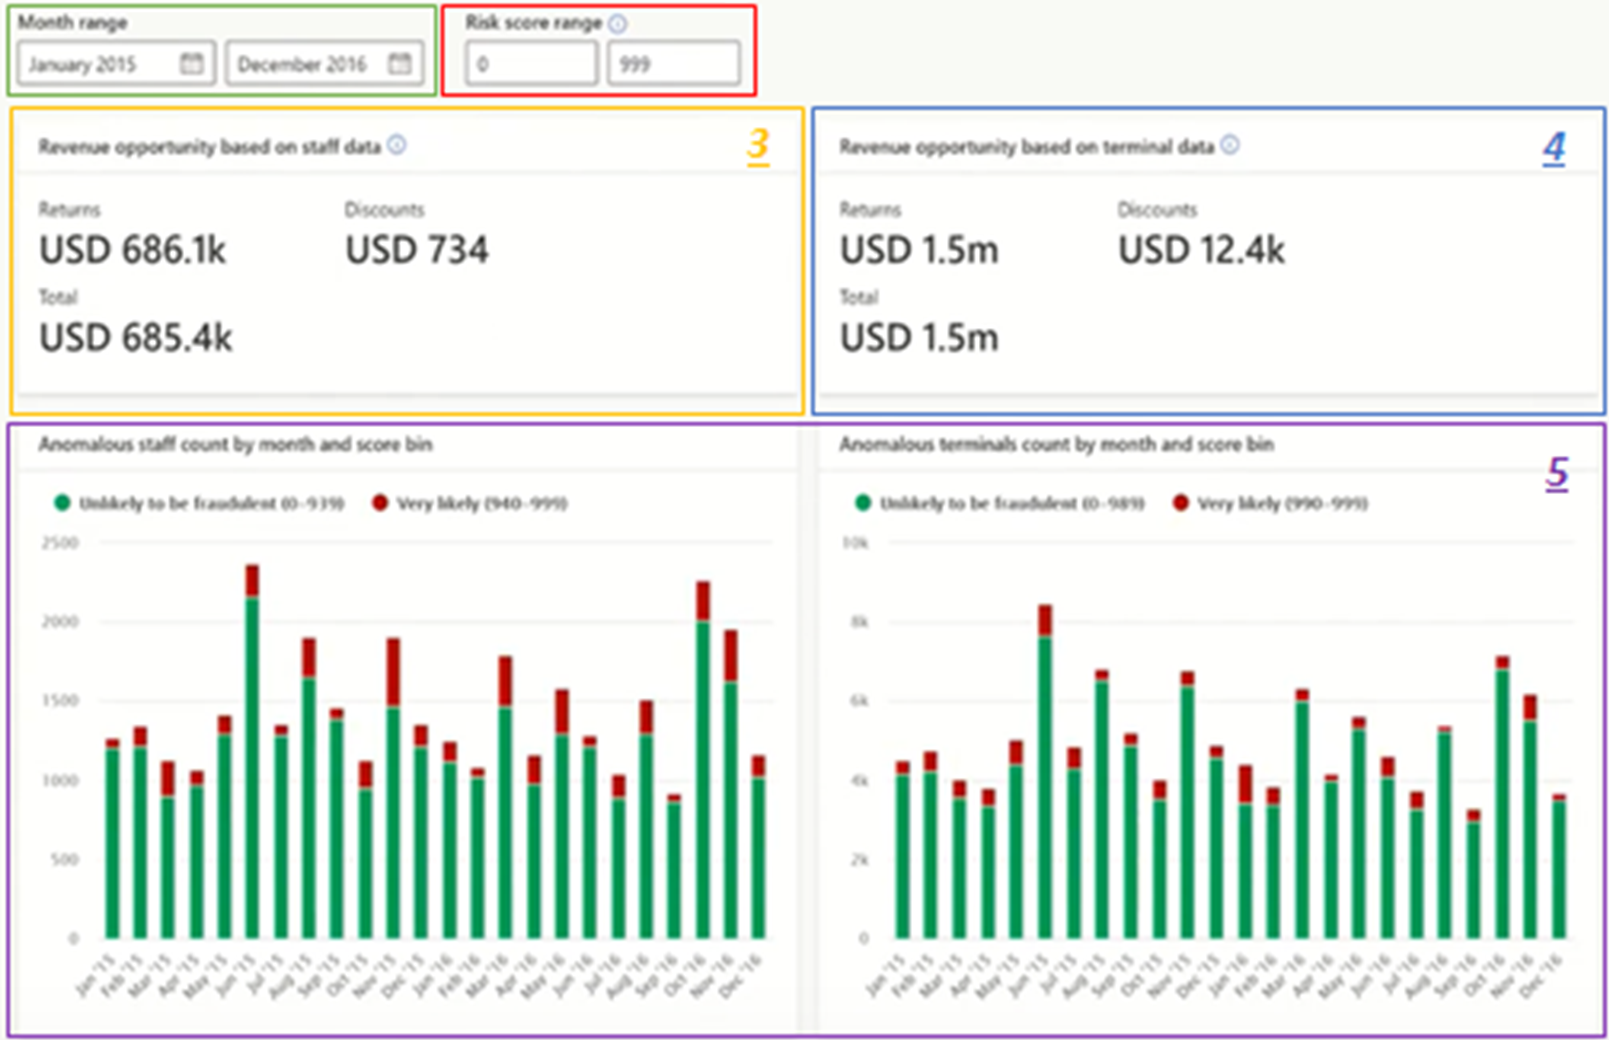 Month range
January 2015
December 2016
Risk score range
0
999
Revenue opportunity based on staff data
3
Returns
Discounts
USD 686.1k
USD 734
Total
USD 685.4k
Revenue opportunity based on terminal data
4
Returns
Discounts
USD 1.5m
USD 12.4k
Total
USD 1.5m
Anomalous staff count by month and score bin
Unlikely to be fraudulent (0-939)
Very likely (940-999)
2500
2000
1500
1000
500
0
Jan '15
Feb '15
Mar '15
Apr '15
May '15
Jun '15
Jul '15
Aug '15
Sep '15
Oct '15
Nov '15
Dec '15
Jan '16
Feb '16
Mar '16
Apr '16
May '16
Jun '16
Jul '16
Aug '16
Sep '16
Oct '16
Nov '16
Dec '16
Anomalous terminals count by month and score bin
5
Unlikely to be fraudulent (0-989)
Very likely (990-999)
10k
8k
6k
4k
2k
0
Jan '15
Feb '15
Mar '15
Apr '15
May '15
Jun '15
Jul '15
Aug '15
Sep '15
Oct '15
Nov '15
Dec '15
Jan '16
Feb '16
Mar '16
Apr '16
May '16
Jun '16
Jul '16
Aug '16
Sep '16
Oct '16
Nov '16
Dec '16